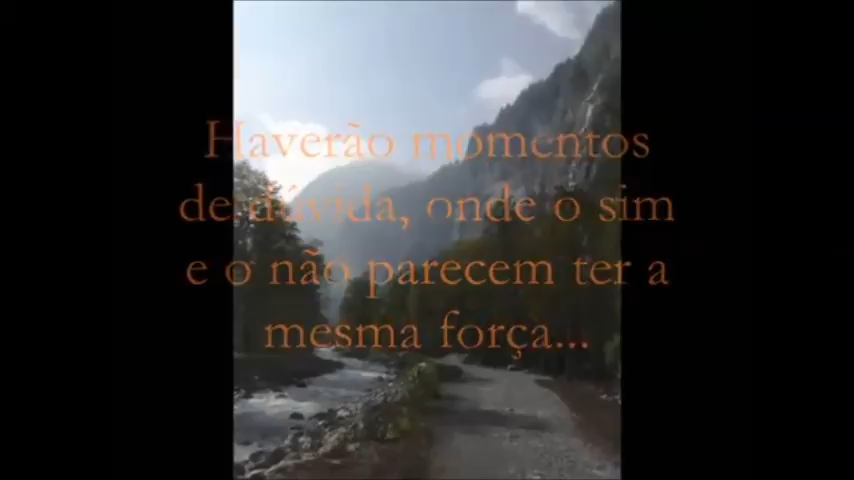 Haverão momentos
de dúvida, onde o sim
e o não parecem ter a
mesma força...